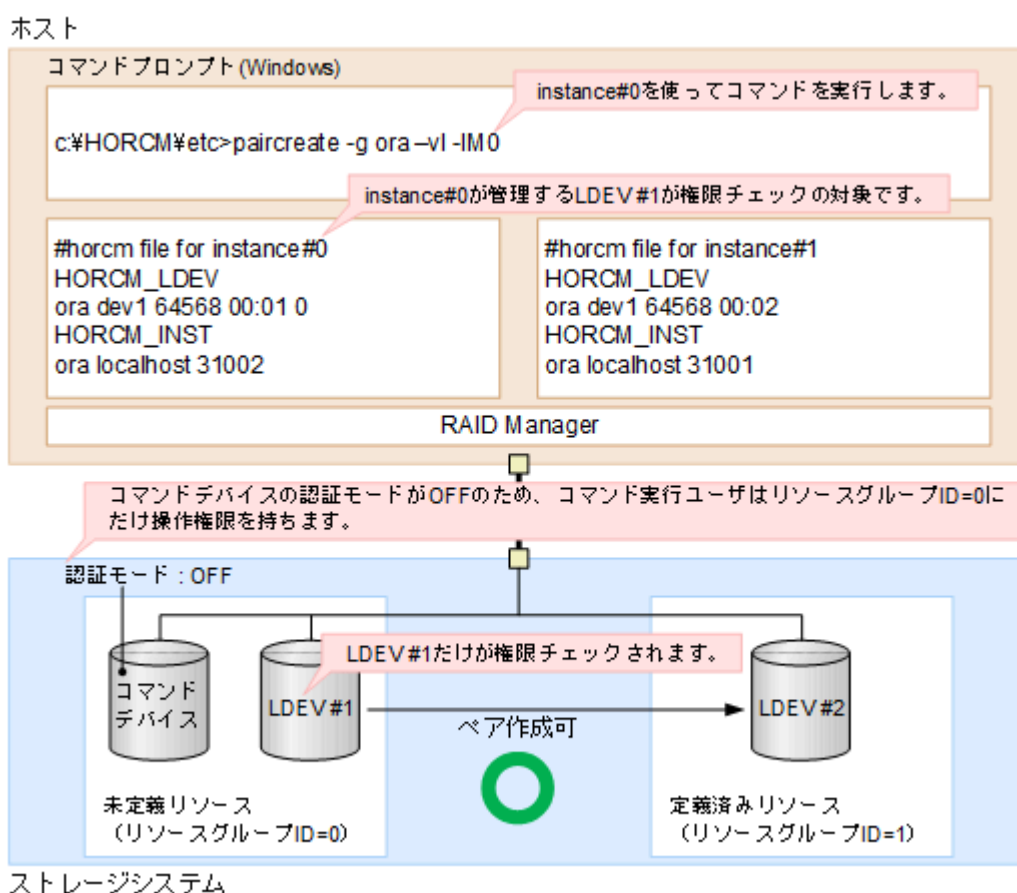 ホスト
コマンドプロンプト(Windows)
instance#0を使ってコマンドを実行します。
c:¥HORCM¥etc>paircreate -g ora –vl -IM0
instance#0が管理するLDEV#1が権限チェックの対象です。
#horcm file for instance#0
HORCM_LDEV
ora dev1 64568 00:01 0
HORCM_INST
ora localhost 31002
#horcm file for instance#1
HORCM_LDEV
ora dev1 64568 00:02
HORCM_INST
ora localhost 31001
RAID Manager
コマンドデバイスの認証モードがOFFのため、コマンド実行ユーザはリソースグループID=0に
だけ操作権限を持ちます。
認証モード:OFF
LDEV#1だけが権限チェックされます。
コマンド
デバイス
LDEV#1
LDEV#2
ペア作成可
未定義リソース
(リソースグループID=0)
定義済みリソース
(リソースグループID=1)
ストレージシステム